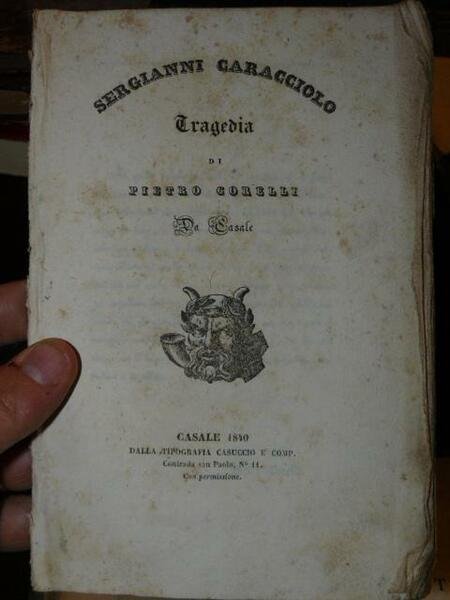 SERGIANNI CARACCIOLO
Tragedia
DI
PIETRO CORELLI
Da Casale
CASALE 1840
DALLA TIPOGRAFIA CASUCCIO E COMP.
Contrada san Paolo, N° 11.
Con permissione.
T